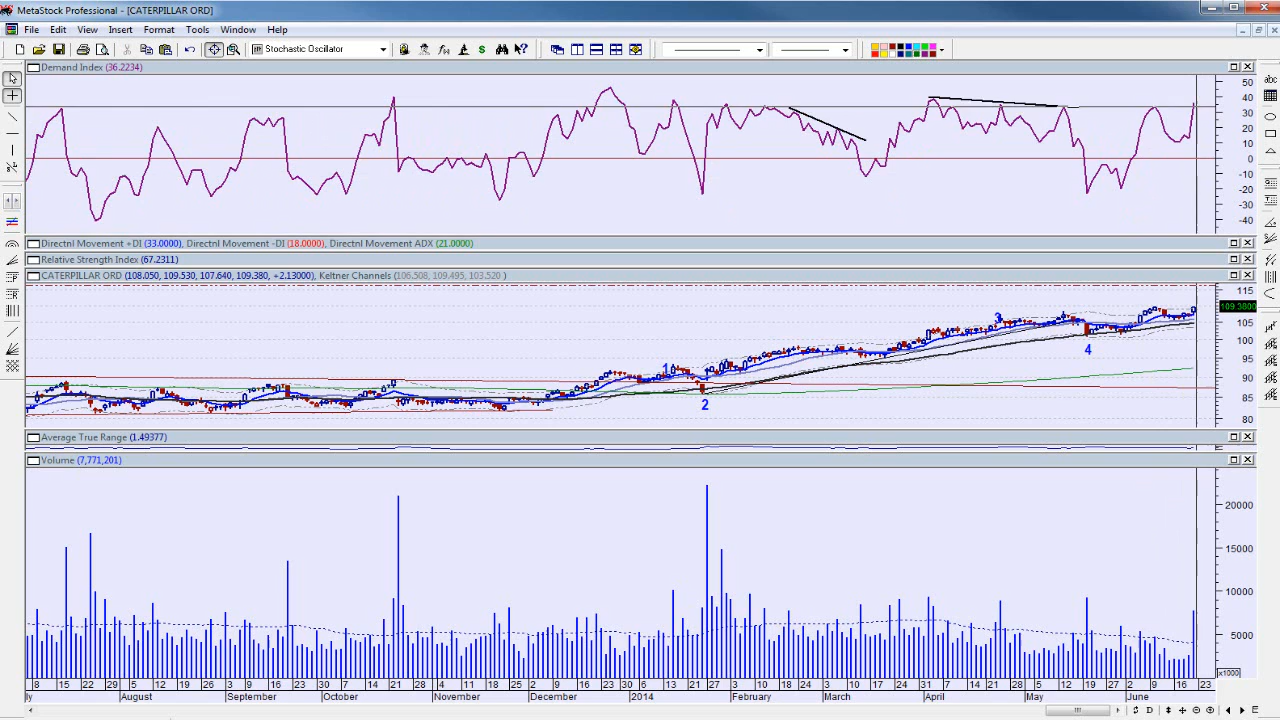 MetaStock Professional - [CATERPILLAR ORD]
File Edit View Insert Format Tools Window Help
Stochastic Oscillator
Demand Index (36.2234)
50
40
30
20
10
0
-10
-20
-30
-40
Directnl Movement +DI (33.0000), Directnl Movement -DI (18.0000), Directnl Movement ADX (21.0000)
Relative Strength Index (67.2311)
CATERPILLAR ORD (108.050, 109.530, 107.640, 109.380, +2.13000), Keltner Channels (106.508, 109.495, 103.520 )
115
109.3800
105
100
95
90
85
80
1
2
3
4
Average True Range (1.49377)
Volume (7,771,201)
20000
15000
10000
5000
x1000
8 15 22 29 5 12 19 26 3 9 16 23 30 7 14 21 28 4 11 18 25 2 9 16 23 30 6 13 21 27 3 10 18 24 3 10 17 24 31 7 14 21 28 5 12 19 27 2 9 16 23
ly August September October November December 2014 February March April May June
abc
D